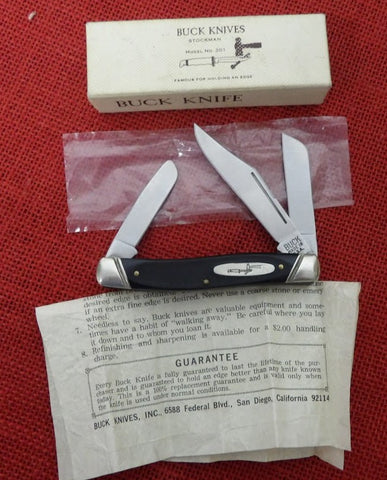 BUCK KNIVES
STOCKMAN
MODEL NO. 301
FAMOUS FOR HOLDING AN EDGE
BUCK KNIFE
BUCK
desired edge is obtained
if an extra fine edge is desired. Never use a coarse stone or emery
wheel.
7. Needless to say, Buck knives are valuable equipment and some-
times have a habit of "walking away." Be careful where you lay
it down and to whom you loan it.
8. Refinishing and sharpening is available for a $2.00 handling
charge.
GUARANTEE
Every Buck Knife is fully guaranteed to last the lifetime of the pur-
chaser and is guaranteed to hold an edge better than any knife known
today. This is a 100% replacement guarantee and is valid only when
the knife is used under normal conditions.
BUCK KNIVES, INC., 6588 Federal Blvd., San Diego, California 92114